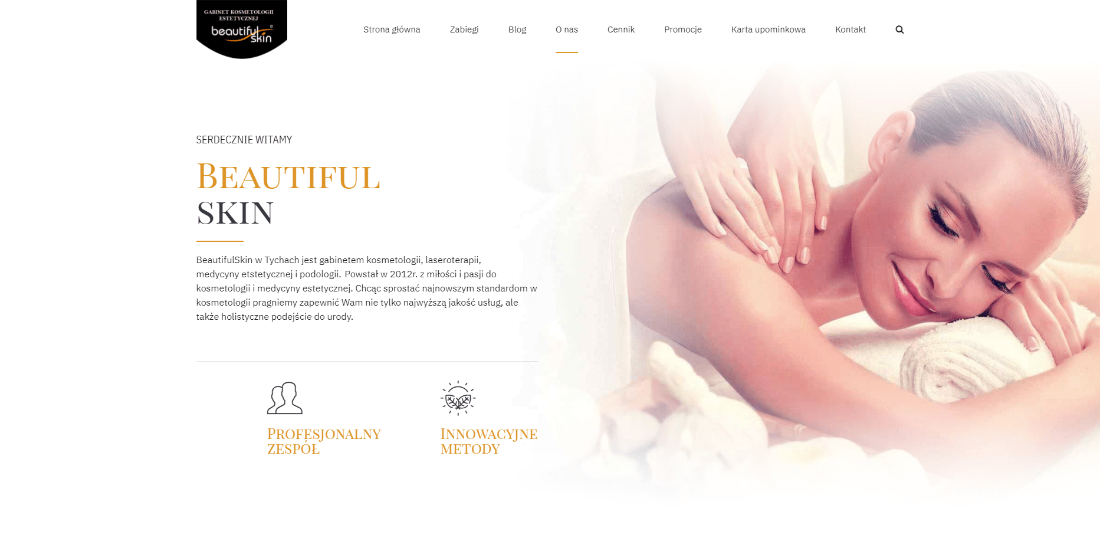 GABINET KOSMETOLOGII
ESTETYCZNEJ
beautiful
skin
Strona główna
Zabiegi
Blog
O nas
Cennik
Promocje
Karta upominkowa
Kontakt
SERDECZNIE WITAMY
Beautiful
skin
BeautifulSkin w Tychach jest gabinetem kosmetologii, laseroterapii,
medycyny etstetycznej i podologii. Powstał w 2012r. z miłości i pasji do
kosmetologii i medycyny estetycznej. Chcąc sprostać najnowszym standardom w
kosmetologii pragniemy zapewnić Wam nie tylko najwyższą jakość usług, ale
także holistyczne podejście do urody.
Profesjonalny
zespół
Innowacyjne
metody